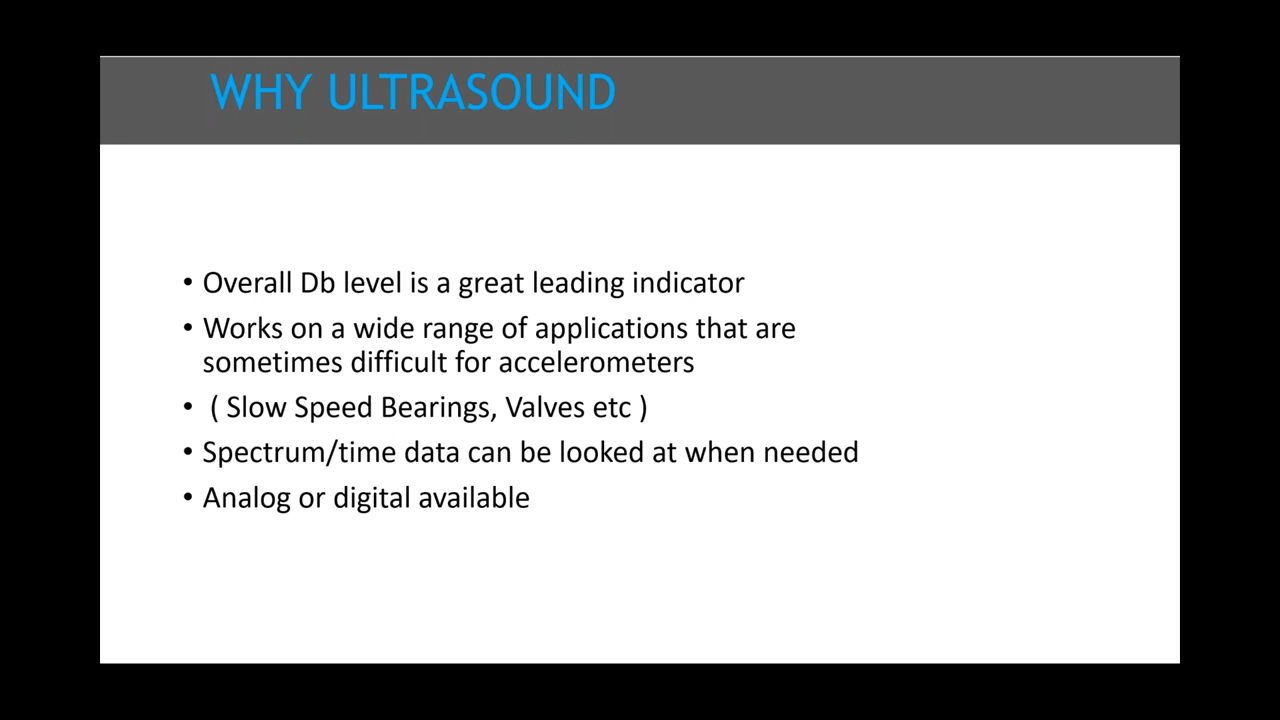 WHY ULTRASOUND
• Overall Db level is a great leading indicator
• Works on a wide range of applications that are
sometimes difficult for accelerometers
• ( Slow Speed Bearings, Valves etc )
• Spectrum/time data can be looked at when needed
• Analog or digital available